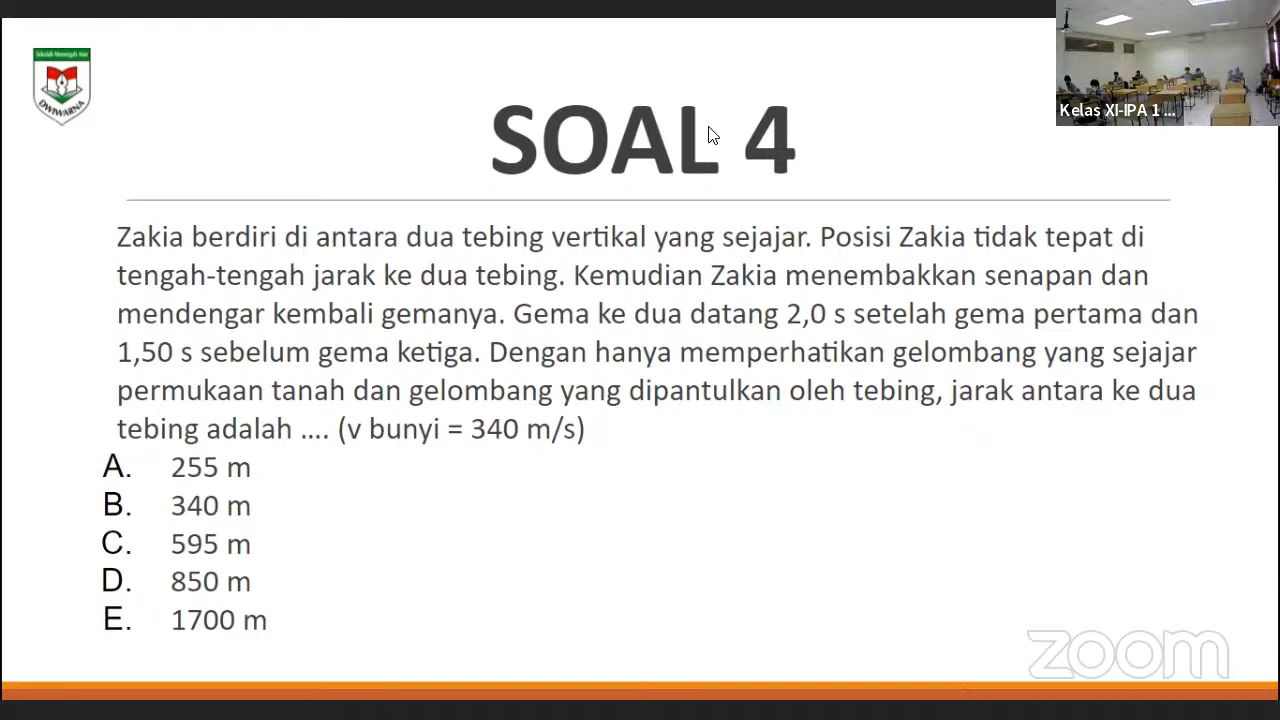 Sekolah Menengah Atas
DWIWARNA
Kelas XI-IPA 1 ...
SOAL 4
Zakia berdiri di antara dua tebing vertikal yang sejajar. Posisi Zakia tidak tepat di
tengah-tengah jarak ke dua tebing. Kemudian Zakia menembakkan senapan dan
mendengar kembali gemanya. Gema ke dua datang 2,0 s setelah gema pertama dan
1,50 s sebelum gema ketiga. Dengan hanya memperhatikan gelombang yang sejajar
permukaan tanah dan gelombang yang dipantulkan oleh tebing, jarak antara ke dua
tebing adalah .... (v bunyi = 340 m/s)
A. 255 m
B. 340 m
C. 595 m
D. 850 m
E. 1700 m
zoom